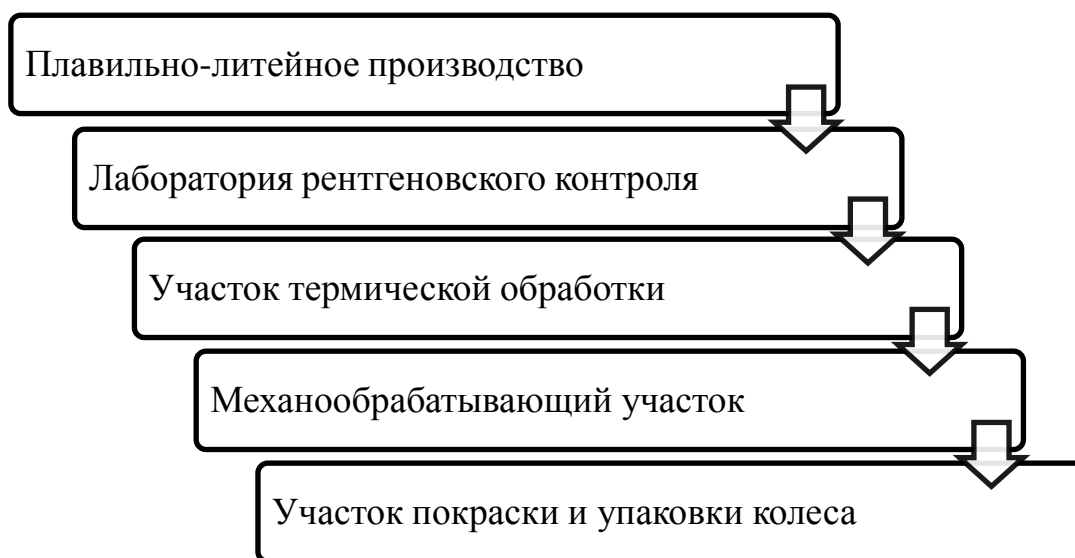 Плавильно-литейное производство
Лаборатория рентгеновского контроля
Участок термической обработки
Механообрабатывающий участок
Участок покраски и упаковки колеса